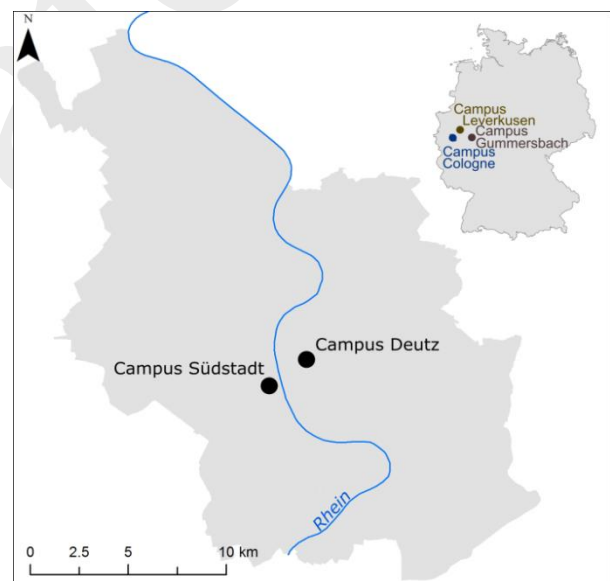 N
Campus
Leverkusen
Campus
Gummersbach
Campus
Cologne
Campus Deutz
Campus Südstadt
Rhein
0 2.5 5 10 km